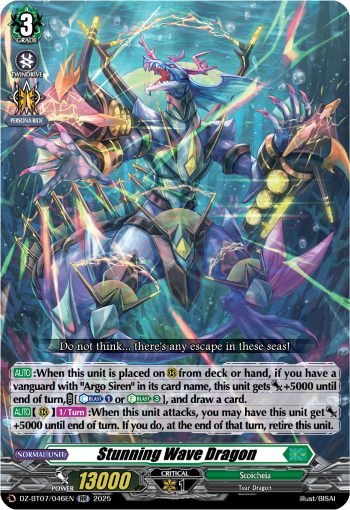 3
GRADE
TWINDRIVE
PERSONA RIDE
Do not think... there's any escape in these seas!
AUTO :When this unit is placed on R from deck or hand, if you have a
vanguard with "Argo Siren" in its card name, this unit gets +5000 until
end of turn, [C BLAST 1 or E BLAST 3], and draw a card.
AUTO [R 1/Turn] When this unit attacks, you may have this unit get
+5000 until end of turn. If you do, at the end of that turn, retire this unit.
NORMAL UNIT
Stunning Wave Dragon
POWER 13000
CRITICAL
1
Stoicheia
Tear Dragon
DZ-BT07/046EN RR 2025
illust/BISAI